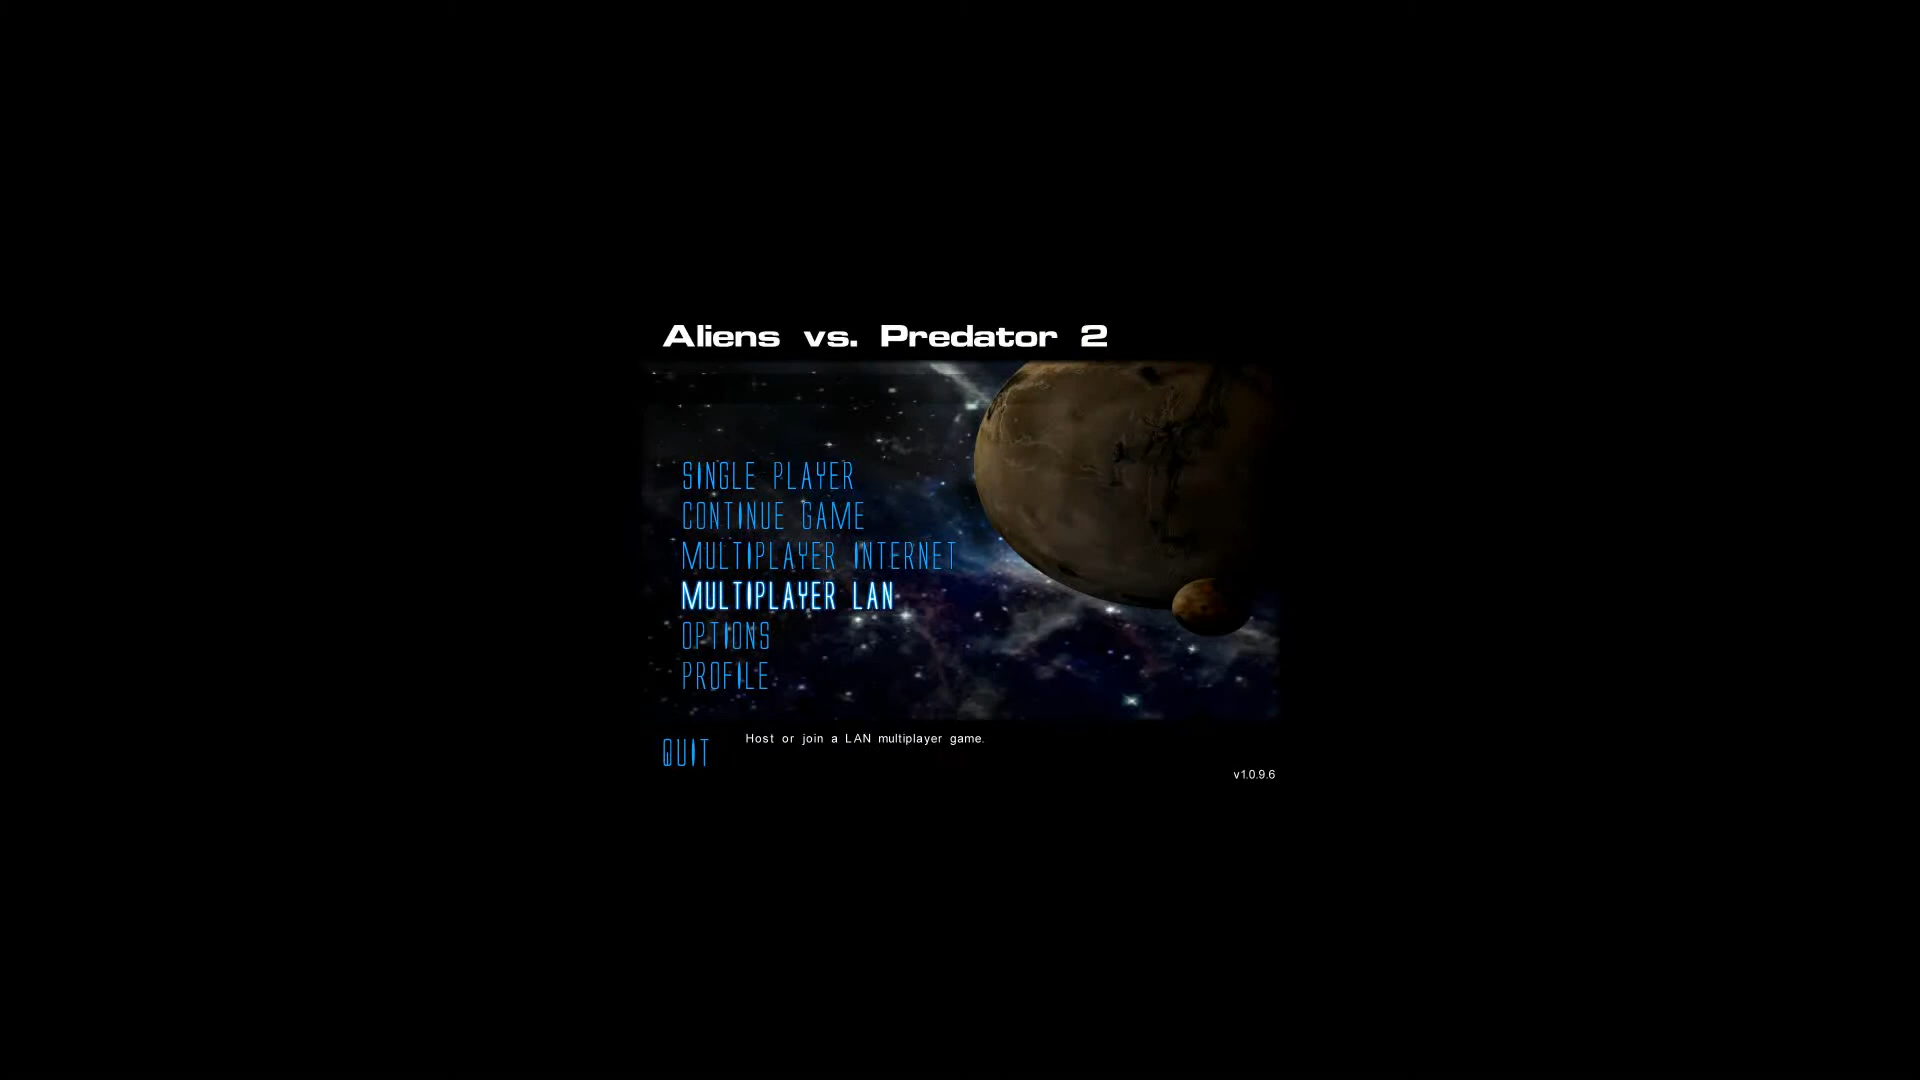 Aliens vs. Predator 2
SINGLE PLAYER
CONTINUE GAME
MULTIPLAYER INTERNET
MULTIPLAYER LAN
OPTIONS
PROFILE
QUIT
Host or join a LAN multiplayer game.
v1.0.9.6